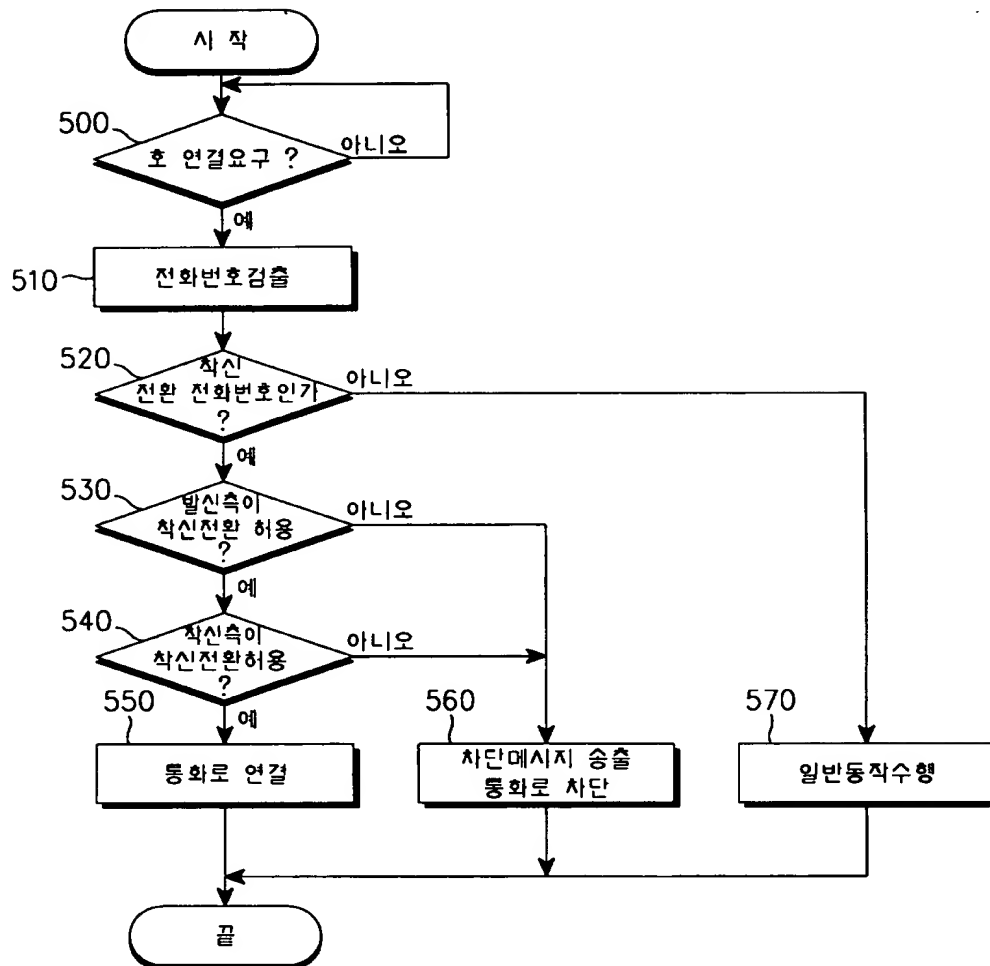 시 작
500
호 연결요구 ?
아니오
예
510
전화번호검출
520
착신
전환 전화번호인가
?
아니오
예
530
발신측이
착신전환 허용
?
아니오
예
540
착신측이
착신전환허용
?
아니오
예
550
통화로 연결
560
차단메시지 송출
통화로 차단
570
일반동작수행
끝